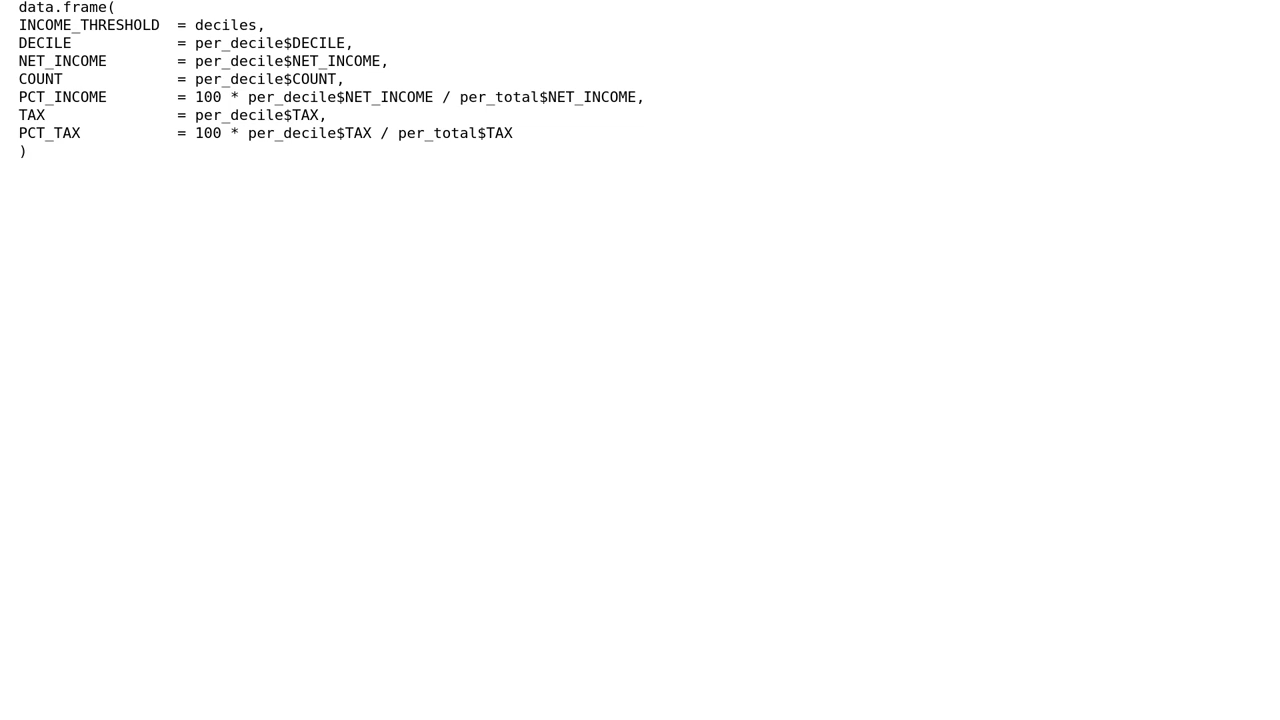 data.frame(
INCOME_THRESHOLD  = deciles,
DECILE            = per_decile$DECILE,
NET_INCOME        = per_decile$NET_INCOME,
COUNT             = per_decile$COUNT,
PCT_INCOME        = 100 * per_decile$NET_INCOME / per_total$NET_INCOME,
TAX               = per_decile$TAX,
PCT_TAX           = 100 * per_decile$TAX / per_total$TAX
)